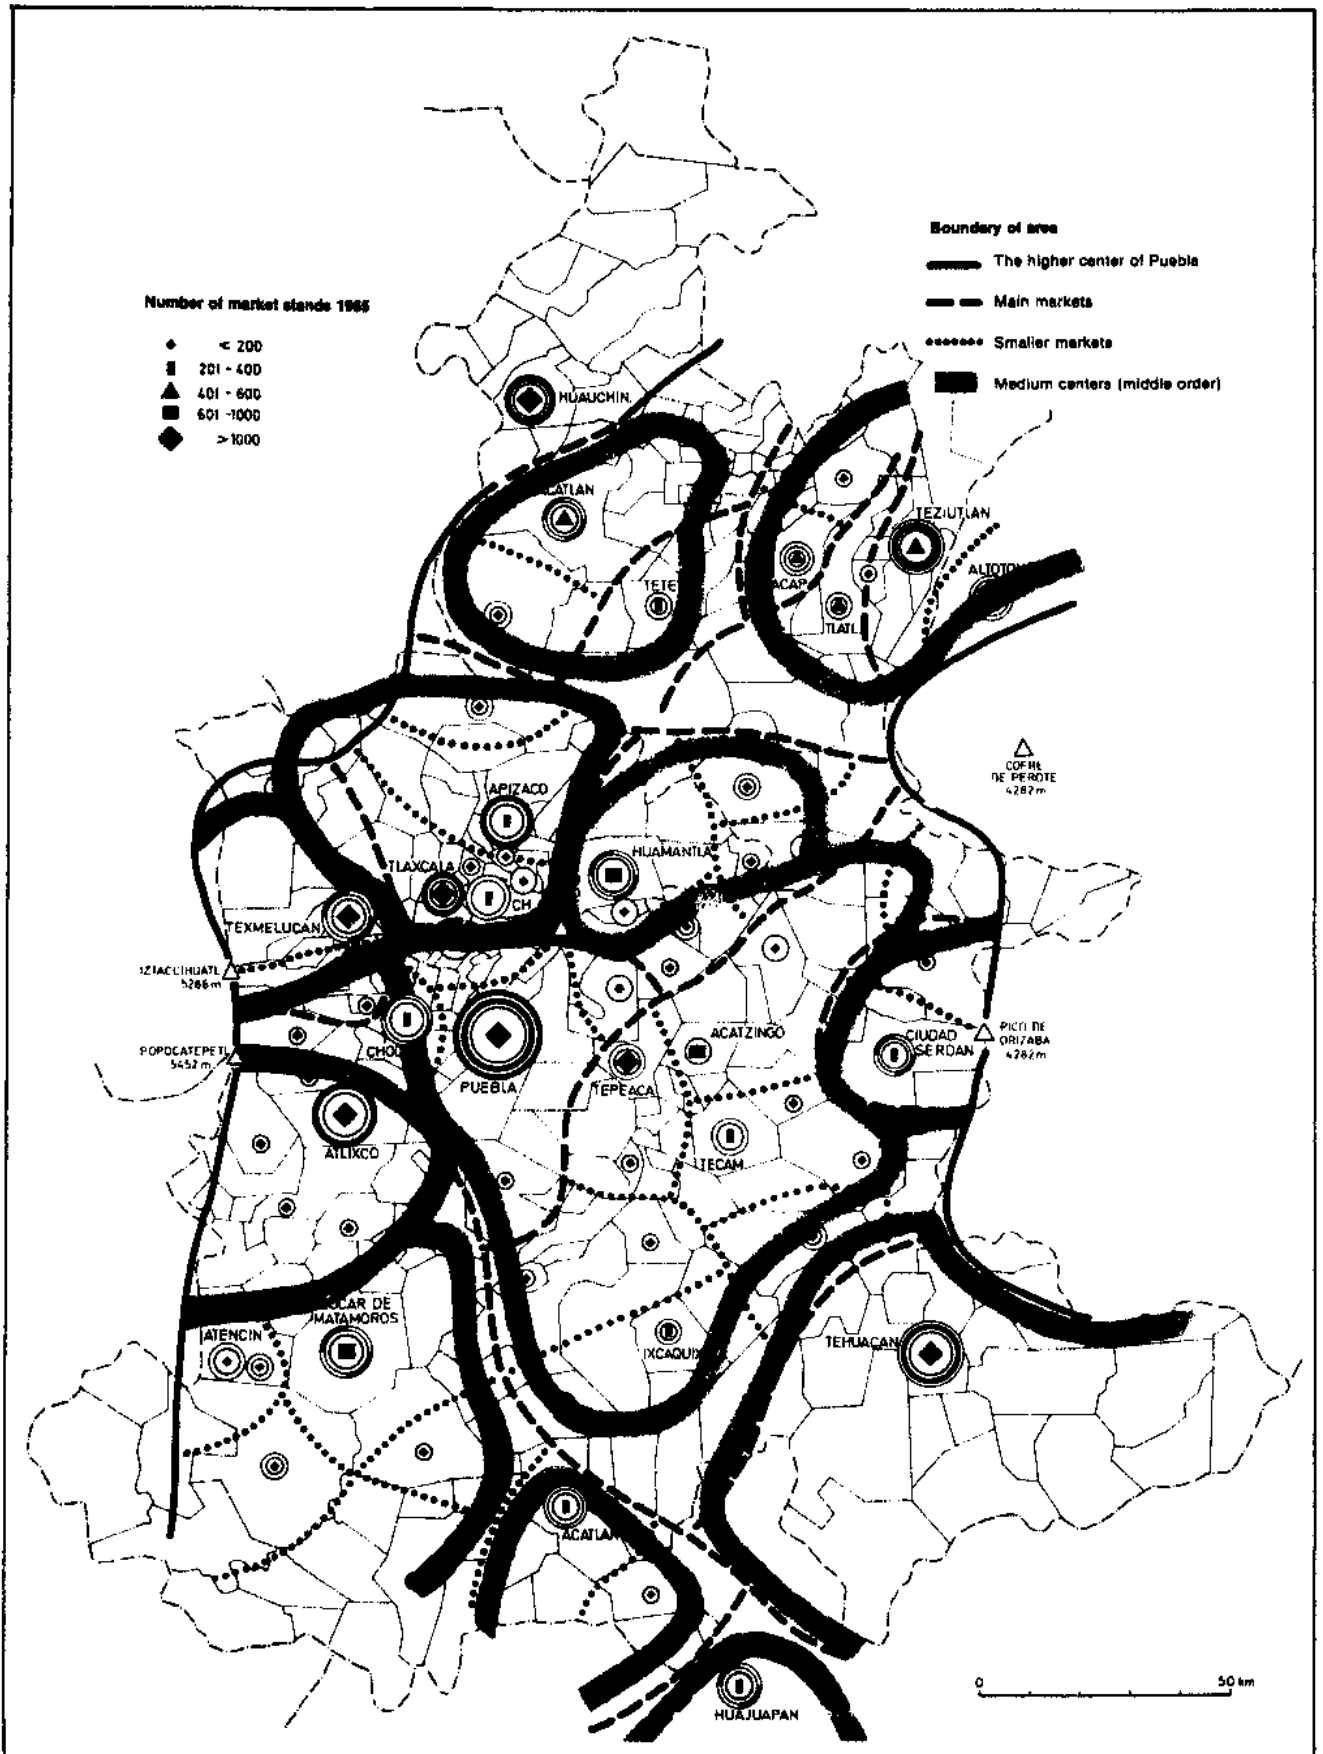 Boundary of area
The higher center of Puebla
Main markets
Smaller markets
Medium centers (middle order)
Number of market stands 1965
< 200
201 - 400
401 - 600
601 -1000
> 1000
HUAUCHIN.
TEZIUTLAN
TETE
ACAP
TLATL
COFRE
DE PEROTE
4282m
APIZACO
TLAXCALA
HUAMANTLA
CH
TEXMELUCAN
IZTACCIHUATL
5286m
POPOCATEPETL
5452m
CHOL
PUEBLA
TEPEACA
ACATZINGO
CIUDAD
SERDAN
PICO DE
ORIZABA
4282m
ATLIXCO
TECAM.
MATAMOROS
ATENCIN
IXCAQUIX
TEHUACAN
ACATLAN
HUAJUAPAN
0 50 km